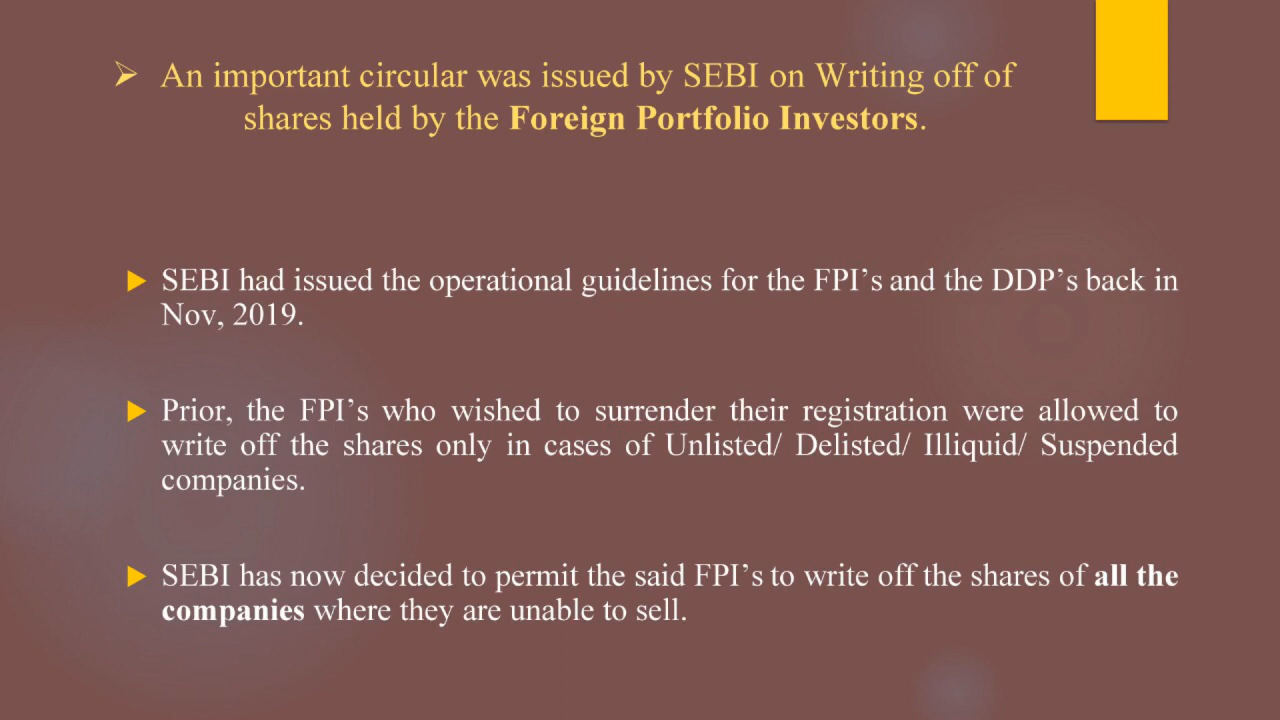 An important circular was issued by SEBI on Writing off of
shares held by the Foreign Portfolio Investors.
SEBI had issued the operational guidelines for the FPI’s and the DDP’s back in
Nov, 2019.
Prior, the FPI’s who wished to surrender their registration were allowed to
write off the shares only in cases of Unlisted/ Delisted/ Illiquid/ Suspended
companies.
SEBI has now decided to permit the said FPI’s to write off the shares of all the
companies where they are unable to sell.